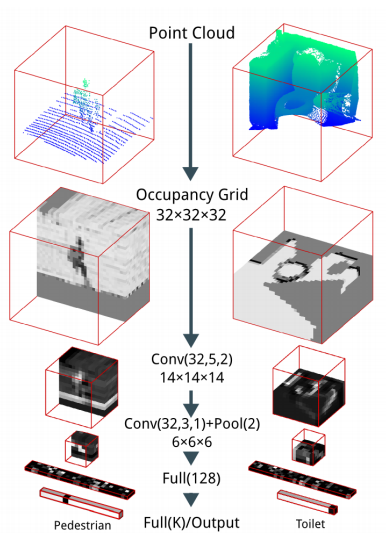 Point Cloud
Occupancy Grid
32×32×32
Conv(32,5,2)
14×14×14
Conv(32,3,1)+Pool(2)
6×6×6
Full(128)
Full(K)/Output
Pedestrian
Toilet